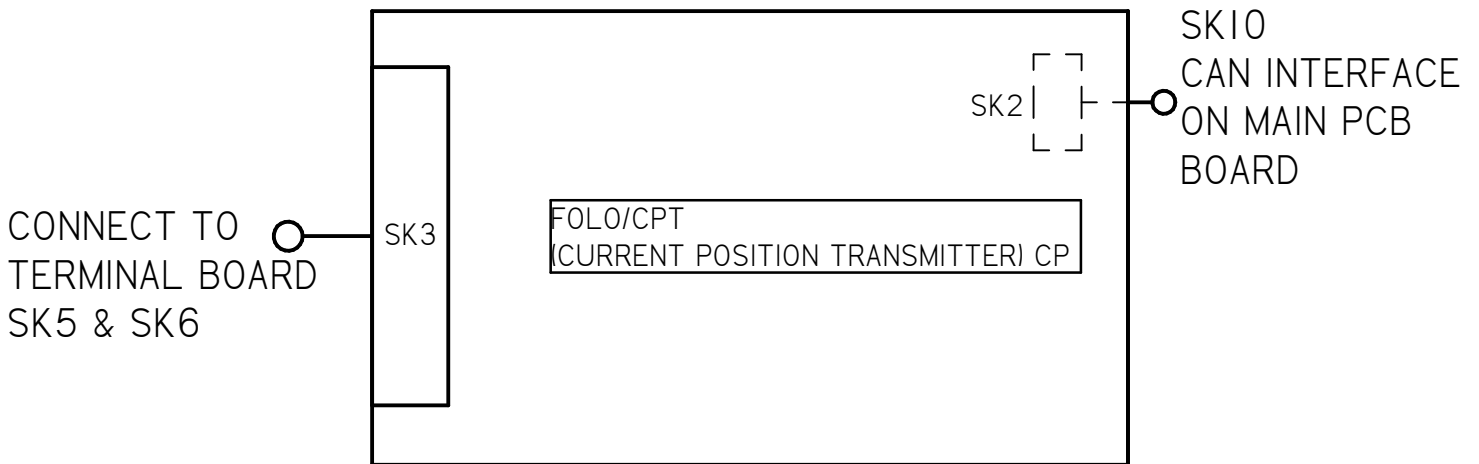 SK10
CAN INTERFACE
ON MAIN PCB
BOARD
SK2
CONNECT TO
TERMINAL BOARD
SK5 & SK6
SK3
FOLO/CPT
(CURRENT POSITION TRANSMITTER) CP